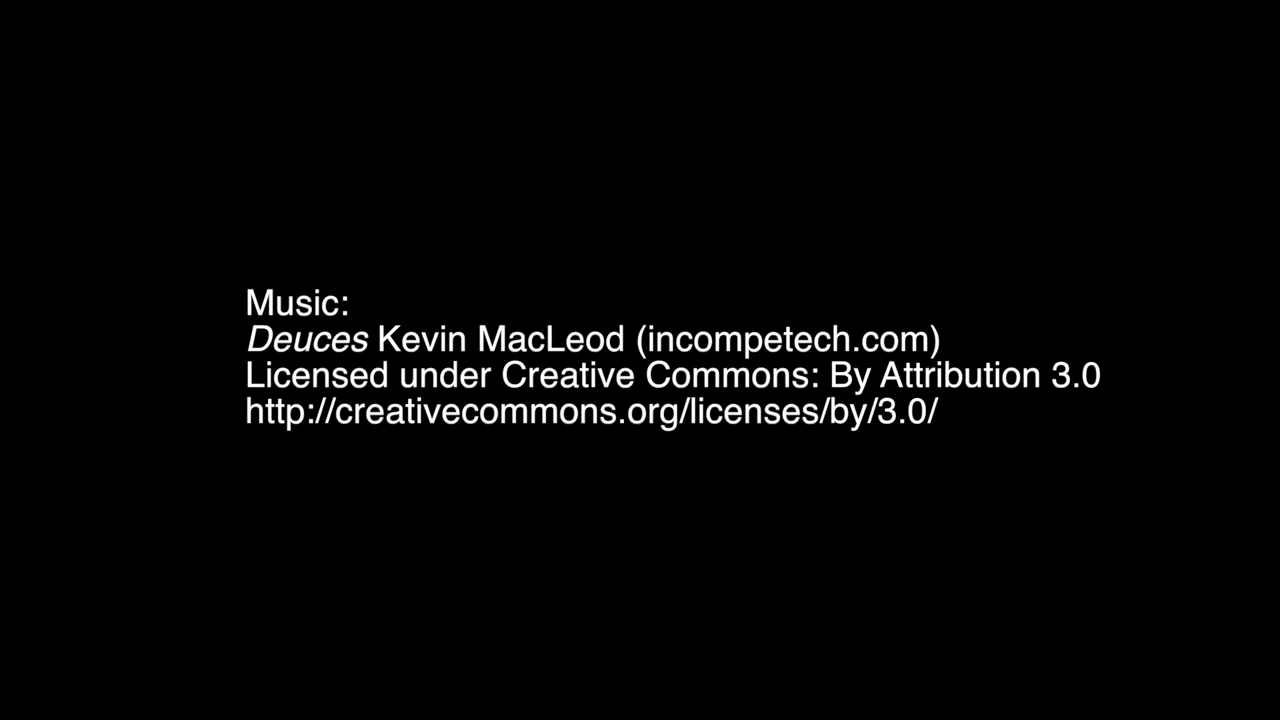 Music:
Deuces Kevin MacLeod (incompetech.com)
Licensed under Creative Commons: By Attribution 3.0
http://creativecommons.org/licenses/by/3.0/